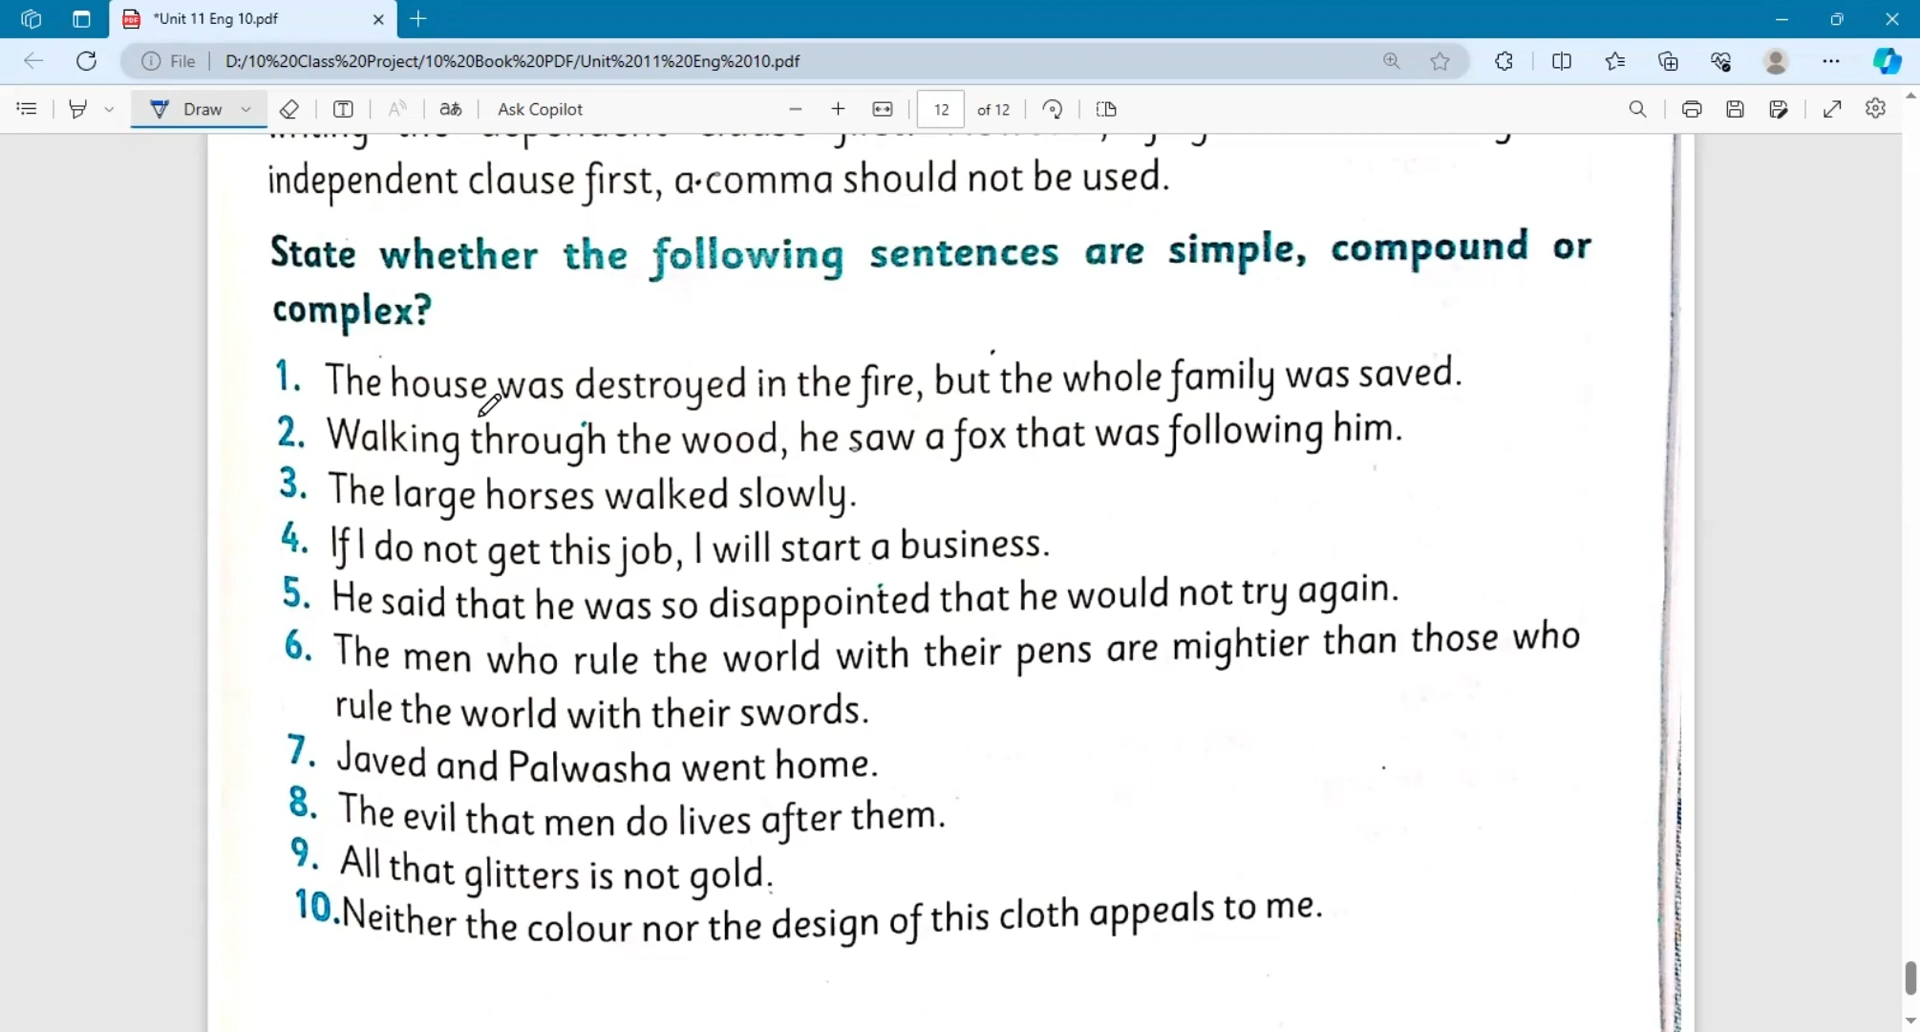 *Unit 11 Eng 10.pdf
File D:/10%20Class%20Project/10%20Book%20PDF/Unit%2011%20Eng%2010.pdf
Draw aあ Ask Copilot 12 of 12
writing the dependent clause first.
independent clause first, a comma should not be used.
State whether the following sentences are simple, compound or
complex?
1. The house was destroyed in the fire, but the whole family was saved.
2. Walking through the wood, he saw a fox that was following him.
3. The large horses walked slowly.
4. If I do not get this job, I will start a business.
5. He said that he was so disappointed that he would not try again.
6. The men who rule the world with their pens are mightier than those who
rule the world with their swords.
7. Javed and Palwasha went home.
8. The evil that men do lives after them.
9. All that glitters is not gold.
10. Neither the colour nor the design of this cloth appeals to me.